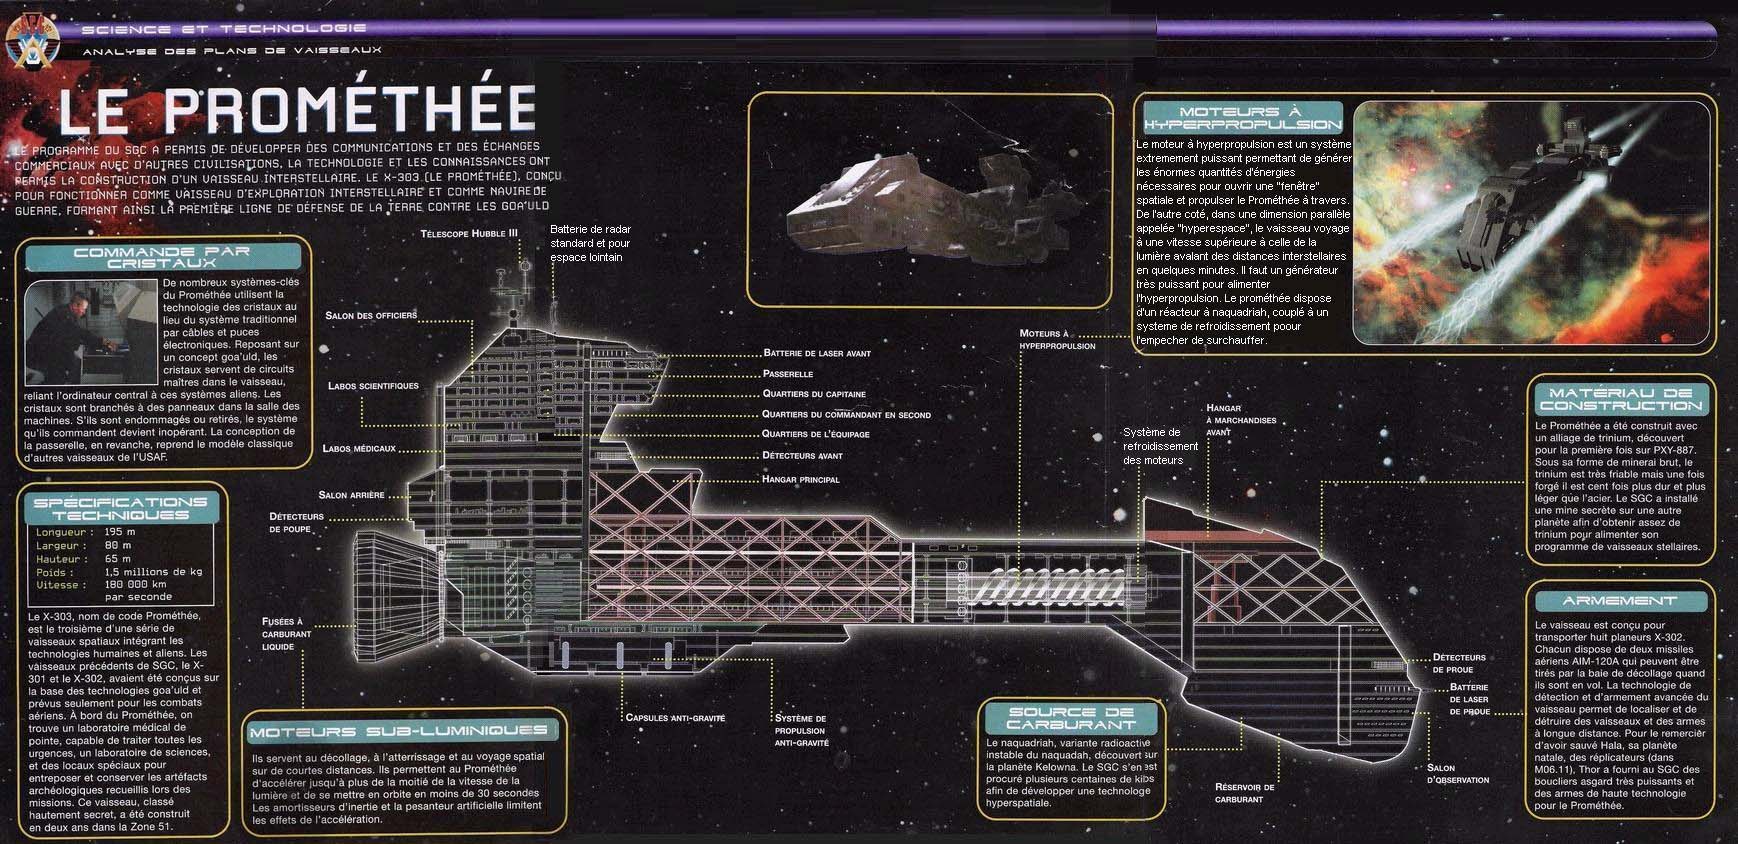 SCIENCE ET TECHNOLOGIE
ANALYSE DES PLANS DE VAISSEAUX
LE PROMÉTHÉE
LE PROGRAMME DU SGC A PERMIS DE DÉVELOPPER DES COMMUNICATIONS ET DES ÉCHANGES
COMMERCIAUX AVEC D'AUTRES CIVILISATIONS, LA TECHNOLOGIE ET LES CONNAISSANCES ONT
PERMIS LA CONSTRUCTION D'UN VAISSEAU INTERSTELLAIRE. LE X-303 (LE PROMÉTHÉE), CONÇU
POUR FONCTIONNER COMME VAISSEAU D'EXPLORATION INTERSTELLAIRE ET COMME NAVIRE DE
GUERRE, FORMANT AINSI LA PREMIÈRE LIGNE DE DÉFENSE DE LA TERRE CONTRE LES GOA'ULD
COMMANDE PAR
CRISTAUX
De nombreux systèmes-clés
du Prométhée utilisent la
technologie des cristaux au
lieu du système traditionnel
par câbles et puces
électroniques. Reposant sur
un concept goa'uld, les
cristaux servent de circuits
maîtres dans le vaisseau,
reliant l'ordinateur central à ces systèmes aliens. Les
cristaux sont branchés à des panneaux dans la salle des
machines. S'ils sont endommagés ou retirés, le système
qu'ils commandent devient inopérant. La conception de
la passerelle, en revanche, reprend le modèle classique
d'autres vaisseaux de l'USAF.
SPÉCIFICATIONS
TECHNIQUES
Longueur : 195 m
Largeur : 80 m
Hauteur : 65 m
Poids : 1,5 millions de kg
Vitesse : 180 000 km
par seconde
Le X-303, nom de code Prométhée,
est le troisième d'une série de
vaisseaux spatiaux intégrant les
technologies humaines et aliens. Les
vaisseaux précédents de SGC, le X-
301 et le X-302, avaient été conçus sur
la base des technologies goa'uld et
prévus seulement pour les combats
aériens. À bord du Prométhée, on
trouve un laboratoire médical de
pointe, capable de traiter toutes les
urgences, un laboratoire de sciences,
et des locaux spéciaux pour
entreposer et conserver les artéfacts
archéologiques recueillis lors des
missions. Ce vaisseau, classé
hautement secret, a été construit
en deux ans dans la Zone 51.
TÉLESCOPE HUBBLE III
Batterie de radar
standard et pour
espace lointain
SALON DES OFFICIERS
LABOS SCIENTIFIQUES
LABOS MÉDICAUX
SALON ARRIÈRE
DÉTECTEURS
DE POUPE
FUSÉES À
CARBURANT
LIQUIDE
BATTERIE DE LASER AVANT
PASSERELLE
QUARTIERS DU CAPITAINE
QUARTIERS DU COMMANDANT EN SECOND
QUARTIERS DE L'ÉQUIPAGE
DÉTECTEURS AVANT
HANGAR PRINCIPAL
MOTEURS À
HYPERPROPULSION
Système de
refroidissement
des moteurs
HANGAR
À MARCHANDISES
AVANT
CAPSULES ANTI-GRAVITÉ
SYSTÈME DE
PROPULSION
ANTI-GRAVITÉ
MOTEURS SUB-LUMINIQUES
Ils servent au décollage, à l'atterrissage et au voyage spatial
sur de courtes distances. Ils permettent au Prométhée
d'accélérer jusqu'à plus de la moitié de la vitesse de la
lumière et de se mettre en orbite en moins de 30 secondes
Les amortisseurs d'inertie et la pesanteur artificielle limitent
les effets de l'accélération.
SOURCE DE
CARBURANT
Le naquadriah, variante radioactive
instable du naquadah, découvert sur
la planète Kelowna. Le SGC s'en est
procuré plusieurs centaines de kilos
afin de développer une technologe
hyperspatiale.
RÉSERVOIR DE
CARBURANT
DÉTECTEURS
DE PROUE
BATTERIE
DE LASER
DE PROUE
SALON
D'OBSERVATION
MOTEURS À
HYPERPROPULSION
Le moteur à hyperpropulsion est un système
extremement puissant permettant de générer
les énormes quantités d'énergies
nécessaires pour ouvrir une "fenêtre"
spatiale et propulser le Prométhée à travers.
De l'autre coté, dans une dimension parallèle
appelée "hyperespace", le vaisseau voyage
à une vitesse supérieure à celle de la
lumière avalant des distances interstellaires
en quelques minutes. Il faut un générateur
très puissant pour alimenter
l'hyperpropulsion. Le prométhée dispose
d'un réacteur à naquadriah, couplé à un
systeme de refroidissement poour
l'empecher de surchauffer.
MATÉRIAU DE
CONSTRUCTION
Le Prométhée a été construit avec
un alliage de trinium, découvert
pour la première fois sur PXY-887.
Sous sa forme de minerai brut, le
trinium est très friable mais une fois
forgé il est cent fois plus dur et plus
léger que l'acier. Le SGC a installé
une mine secrète sur une autre
planète afin d'obtenir assez de
trinium pour alimenter son
programme de vaisseaux stellaires.
ARMEMENT
Le vaisseau est conçu pour
transporter huit planeurs X-302.
Chacun dispose de deux missiles
aériens AIM-120A qui peuvent être
tirés par la baie de décollage quand
ils sont en vol. La technologie de
détection et d'armement avancée du
vaisseau permet de localiser et de
détruire des vaisseaux et des armes
à longue distance. Pour le remercier
d'avoir sauvé Hala, sa planète
natale, des réplicateurs (dans
M06.11), Thor a fourni au SGC des
boucliers asgard très puissants et
des armes de haute technologie
pour le Prométhée.